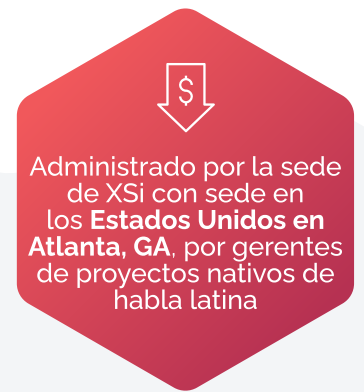 $
Administrado por la sede
de XSi con sede en
los Estados Unidos en
Atlanta, GA, por gerentes
de proyectos nativos de
habla latina